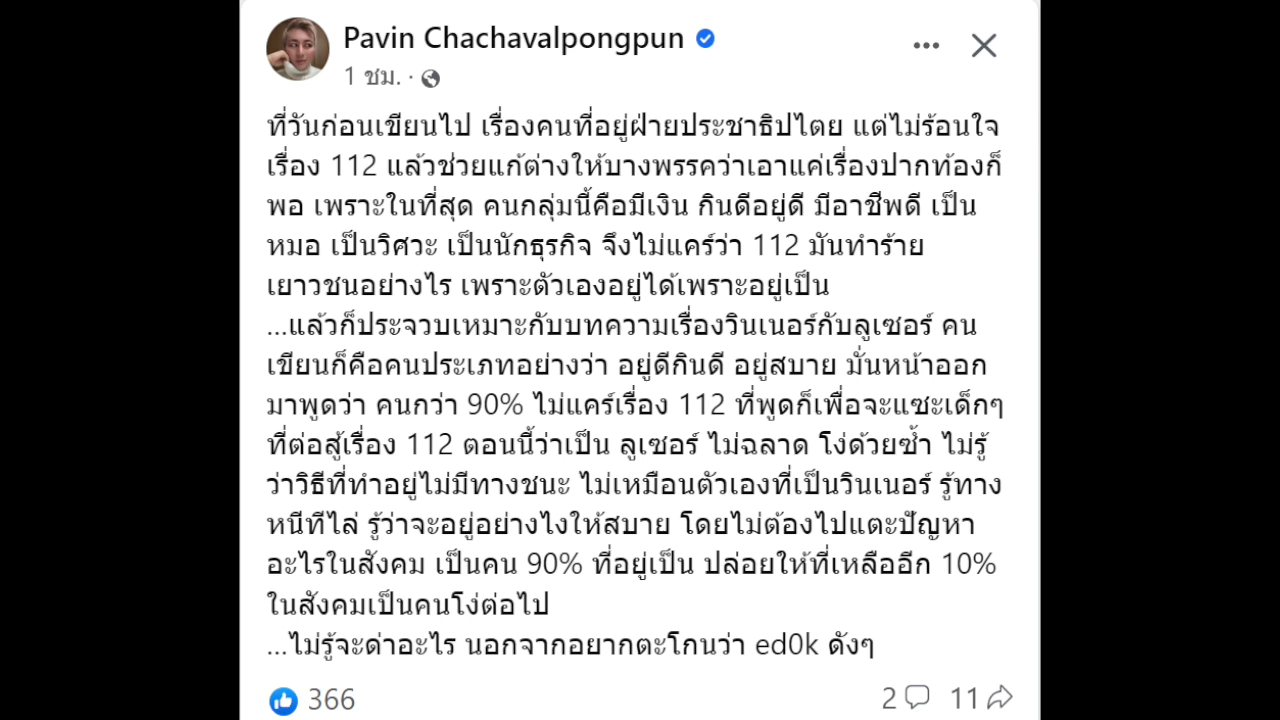 Pavin Chachavalpongpun
1 ชม. ·
ที่วันก่อนเขียนไป เรื่องคนที่อยู่ฝ่ายประชาธิปไตย แต่ไม่ร้อนใจ
เรื่อง 112 แล้วช่วยแก้ต่างให้บางพรรคว่าเอาแค่เรื่องปากท้องก็
พอ เพราะในที่สุด คนกลุ่มนี้คือมีเงิน กินดีอยู่ดี มีอาชีพดี เป็น
หมอ เป็นวิศวะ เป็นนักธุรกิจ จึงไม่แคร์ว่า 112 มันทำร้าย
เยาวชนอย่างไร เพราะตัวเองอยู่ได้เพราะอยู่เป็น
...แล้วก็ประจวบเหมาะกับบทความเรื่องวินเนอร์กับลูเซอร์ คน
เขียนก็คือคนประเภทอย่างว่า อยู่ดีกินดี อยู่สบาย มั่นหน้าออก
มาพูดว่า คนกว่า 90% ไม่แคร์เรื่อง 112 ที่พูดก็เพื่อจะแซะเด็กๆ
ที่ต่อสู้เรื่อง 112 ตอนนี้ว่าเป็น ลูเซอร์ ไม่ฉลาด โง่ด้วยซ้ำ ไม่รู้
ว่าวิธีที่ทำอยู่ไม่มีทางชนะ ไม่เหมือนตัวเองที่เป็นวินเนอร์ รู้ทาง
หนีทีไล่ รู้ว่าจะอยู่อย่างไงให้สบาย โดยไม่ต้องไปแตะปัญหา
อะไรในสังคม เป็นคน 90% ที่อยู่เป็น ปล่อยให้ที่เหลืออีก 10%
ในสังคมเป็นคนโง่ต่อไป
...ไม่รู้จะด่าอะไร นอกจากอยากตะโกนว่า ed0k ดังๆ
366 2 11